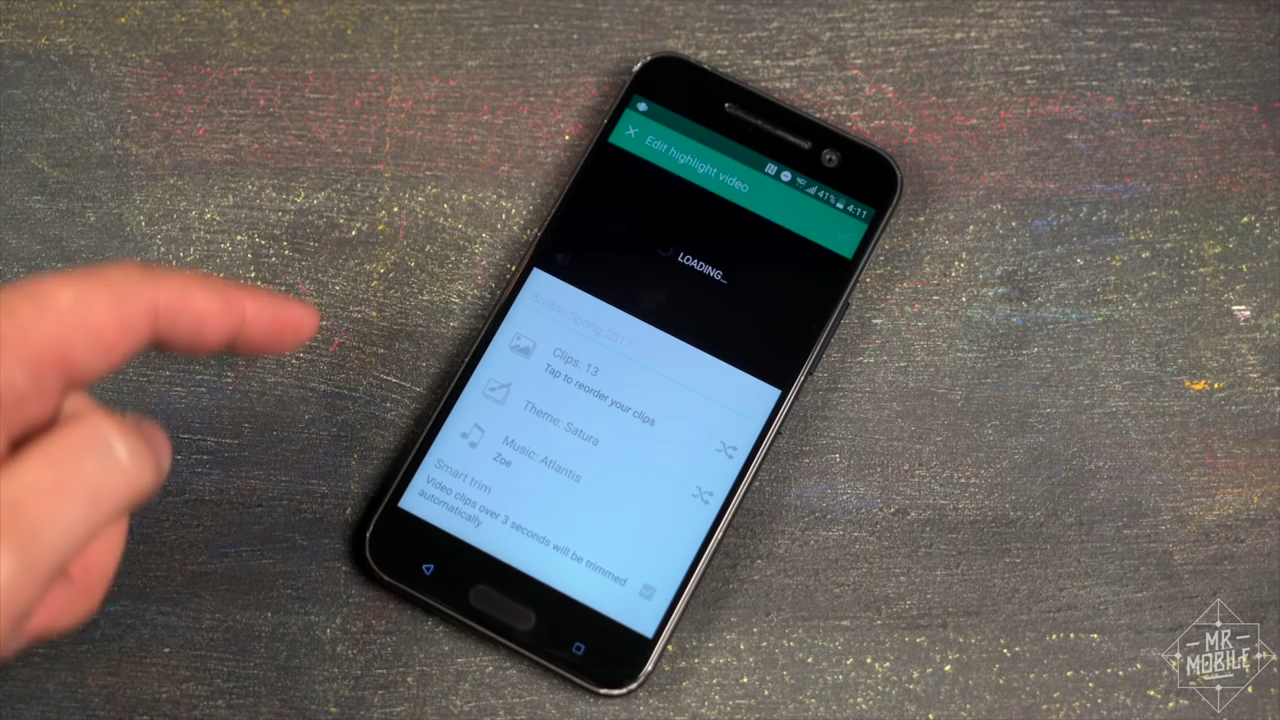 41% 4:11
Edit highlight video
LOADING...
Boston Spring 2017
Clips: 13
Tap to reorder your clips
Theme: Satura
Music: Atlantis
Zoe
Smart trim
Video clips over 3 seconds will be trimmed
automatically
MR
MOBILE